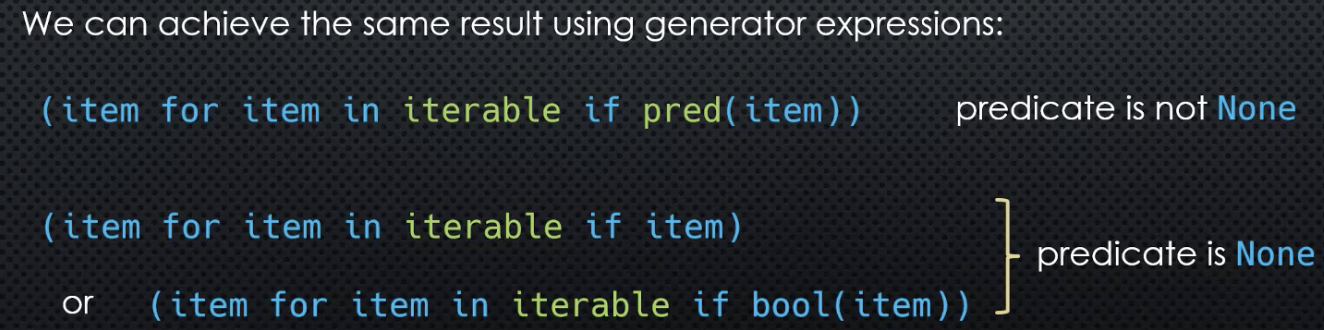 We can achieve the same result using generator expressions:
(item for item in iterable if pred(item)) predicate is not None
(item for item in iterable if item)
predicate is None
or (item for item in iterable if bool(item))